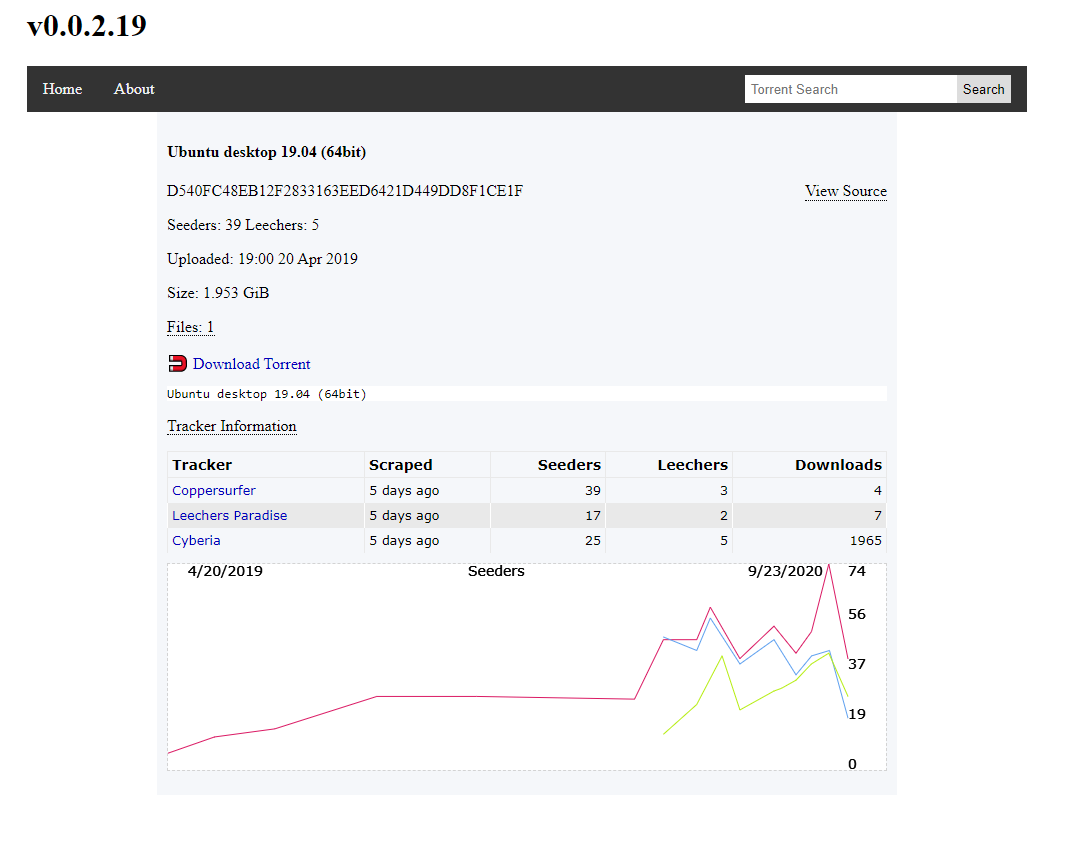 v0.0.2.19
Home About Torrent Search Search
Ubuntu desktop 19.04 (64bit)
D540FC48EB12F2833163EED6421D449DD8F1CE1F View Source
Seeders: 39 Leechers: 5
Uploaded: 19:00 20 Apr 2019
Size: 1.953 GiB
Files: 1
Download Torrent
Ubuntu desktop 19.04 (64bit)
Tracker Information
Tracker Scraped Seeders Leechers Downloads
Coppersurfer 5 days ago 39 3 4
Leechers Paradise 5 days ago 17 2 7
Cyberia 5 days ago 25 5 1965
4/20/2019 Seeders 9/23/2020 74
56
37
19
0